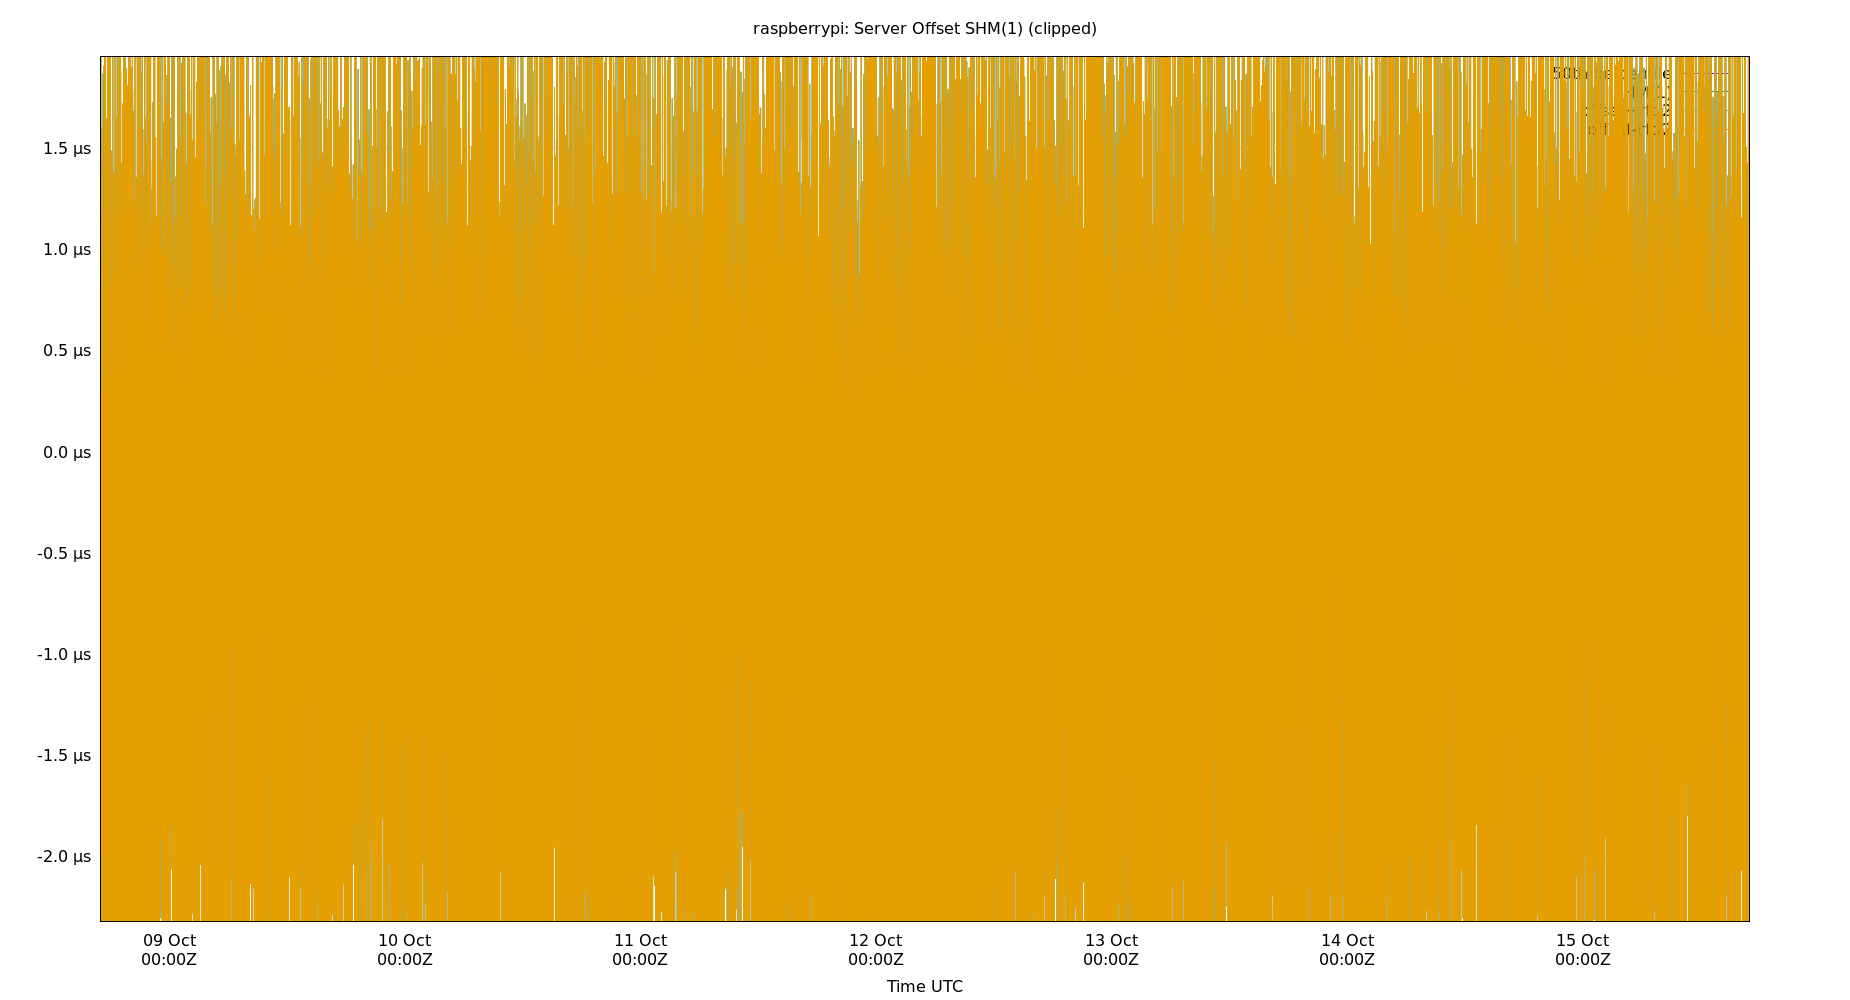 raspberrypi: Server Offset SHM(1) (clipped)
1.5 µs
1.0 µs
0.5 µs
0.0 µs
-0.5 µs
-1.0 µs
-1.5 µs
-2.0 µs
09 Oct 10 Oct 11 Oct 12 Oct 13 Oct 14 Oct 15 Oct
00:00Z 00:00Z 00:00Z 00:00Z 00:00Z 00:00Z 00:00Z
Time UTC